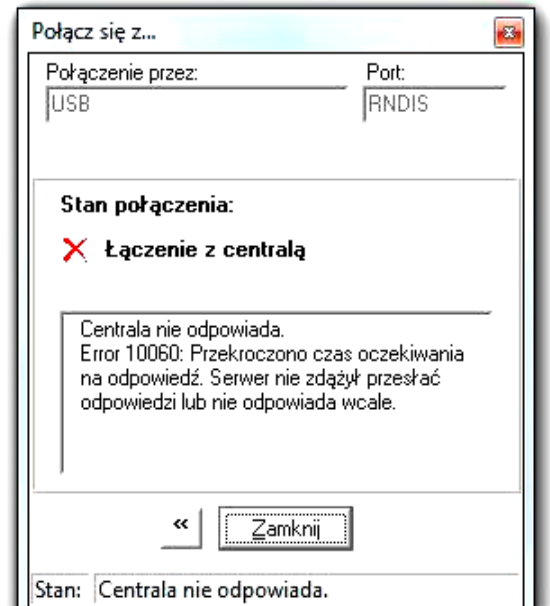 Połącz się z...
Połączenie przez: Port:
USB RNDIS
Stan połączenia:
Łączenie z centralą
Centrala nie odpowiada.
Error 10060: Przekroczono czas oczekiwania
na odpowiedź. Serwer nie zdążył przesłać
odpowiedzi lub nie odpowiada wcale.
« Zamknij
Stan: Centrala nie odpowiada.